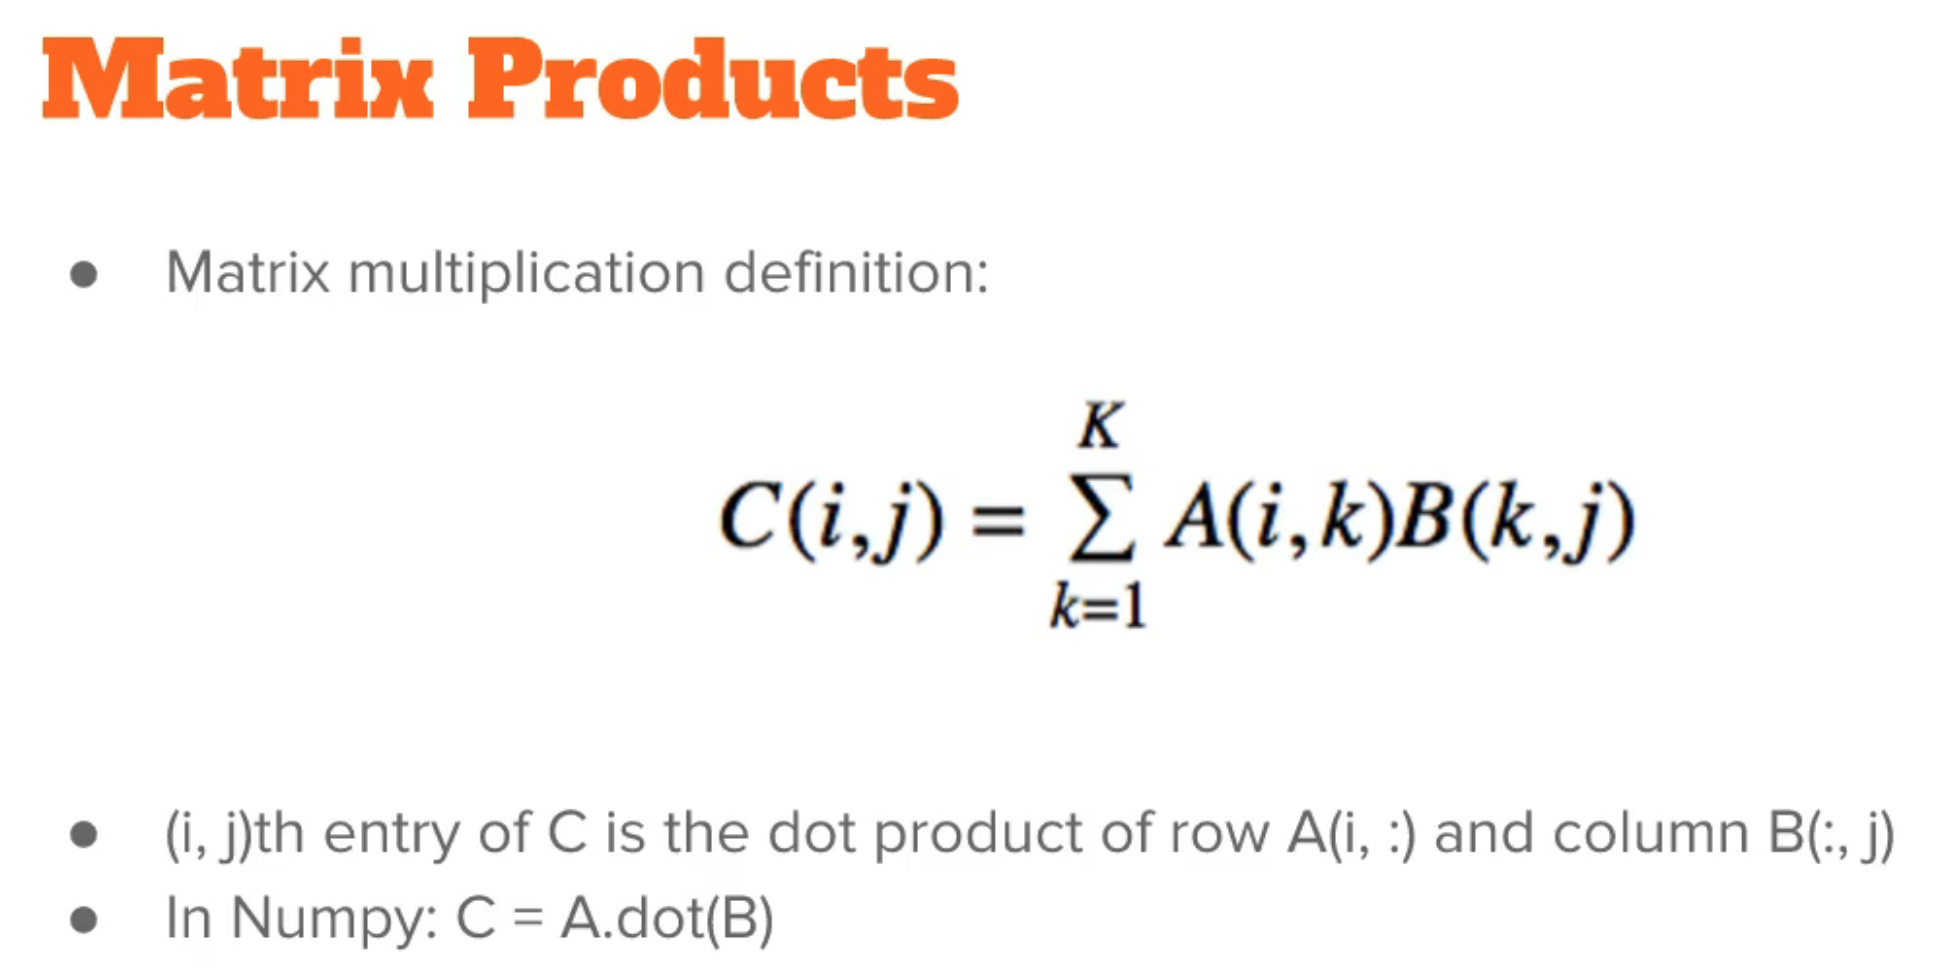 Matrix Products
● Matrix multiplication definition:
K
C(i,j) = ∑ A(i,k)B(k,j)
k=1
● (i, j)th entry of C is the dot product of row A(i, :) and column B(:, j)
● In Numpy: C = A.dot(B)